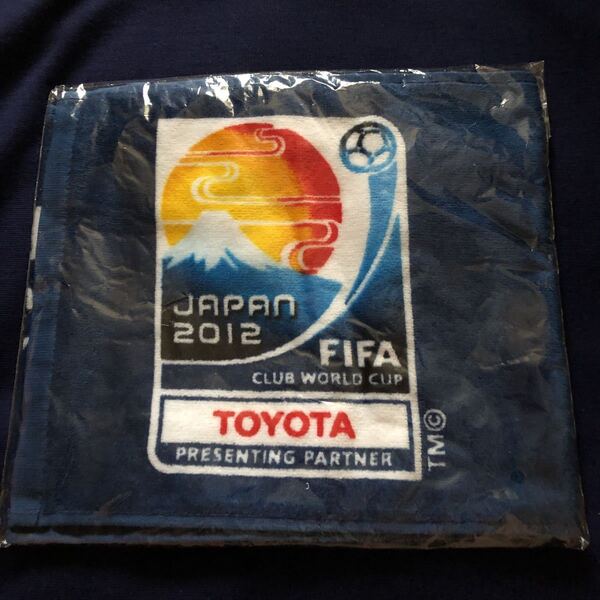 JAPAN
2012
FIFA
CLUB WORLD CUP
TOYOTA
PRESENTING PARTNER
TM©